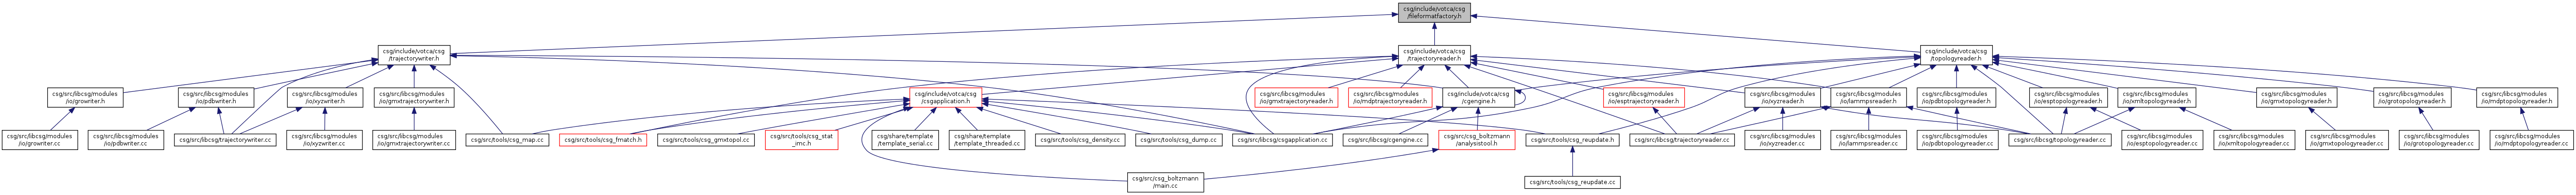 csg/include/votca/csg
/fileformatfactory.h
csg/include/votca/csg
/trajectorywriter.h
csg/include/votca/csg
/trajectoryreader.h
csg/include/votca/csg
/topologyreader.h
csg/src/libcsg/modules
/io/growriter.h
csg/src/libcsg/modules
/io/pdbwriter.h
csg/src/libcsg/modules
/io/xyzwriter.h
csg/src/libcsg/modules
/io/gmxtrajectorywriter.h
csg/include/votca/csg
/csgapplication.h
csg/src/libcsg/modules
/io/gmxtrajectoryreader.h
csg/src/libcsg/modules
/io/mdptrajectoryreader.h
csg/include/votca/csg
/cgengine.h
csg/src/libcsg/modules
/io/esptrajectoryreader.h
csg/src/libcsg/modules
/io/xyzreader.h
csg/src/libcsg/modules
/io/lammpsreader.h
csg/src/libcsg/modules
/io/pdbtopologyreader.h
csg/src/libcsg/modules
/io/esptopologyreader.h
csg/src/libcsg/modules
/io/xmltopologyreader.h
csg/src/libcsg/modules
/io/gmxtopologyreader.h
csg/src/libcsg/modules
/io/grotopologyreader.h
csg/src/libcsg/modules
/io/mdptopologyreader.h
csg/src/libcsg/modules
/io/growriter.cc
csg/src/libcsg/modules
/io/pdbwriter.cc
csg/src/libcsg/trajectorywriter.cc
csg/src/libcsg/modules
/io/xyzwriter.cc
csg/src/libcsg/modules
/io/gmxtrajectorywriter.cc
csg/src/tools/csg_map.cc
csg/src/tools/csg_fmatch.h
csg/src/tools/csg_gmxtopol.cc
csg/src/tools/csg_stat
_imc.h
csg/share/template
/template_serial.cc
csg/share/template
/template_threaded.cc
csg/src/tools/csg_density.cc
csg/src/tools/csg_dump.cc
csg/src/libcsg/csgapplication.cc
csg/src/libcsg/cgengine.cc
csg/src/csg_boltzmann
/analysistool.h
csg/src/tools/csg_reupdate.h
csg/src/libcsg/trajectoryreader.cc
csg/src/libcsg/modules
/io/xyzreader.cc
csg/src/libcsg/modules
/io/lammpsreader.cc
csg/src/libcsg/modules
/io/pdbtopologyreader.cc
csg/src/libcsg/topologyreader.cc
csg/src/libcsg/modules
/io/esptopologyreader.cc
csg/src/libcsg/modules
/io/xmltopologyreader.cc
csg/src/libcsg/modules
/io/gmxtopologyreader.cc
csg/src/libcsg/modules
/io/grotopologyreader.cc
csg/src/libcsg/modules
/io/mdptopologyreader.cc
csg/src/csg_boltzmann
/main.cc
csg/src/tools/csg_reupdate.cc